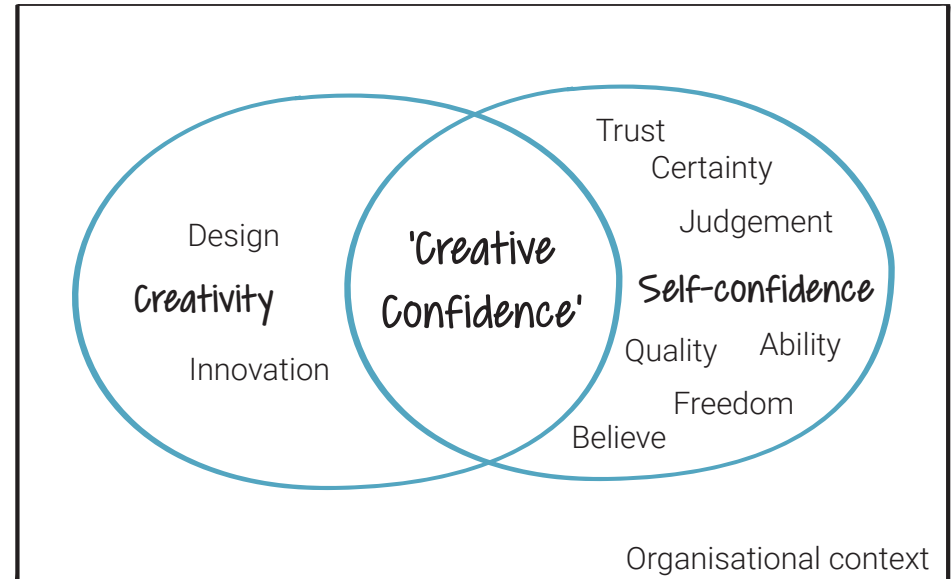 Trust
Certainty
Judgement
Design
'Creative
Confidence'
Creativity
Self-confidence
Innovation
Quality
Ability
Freedom
Believe
Organisational context